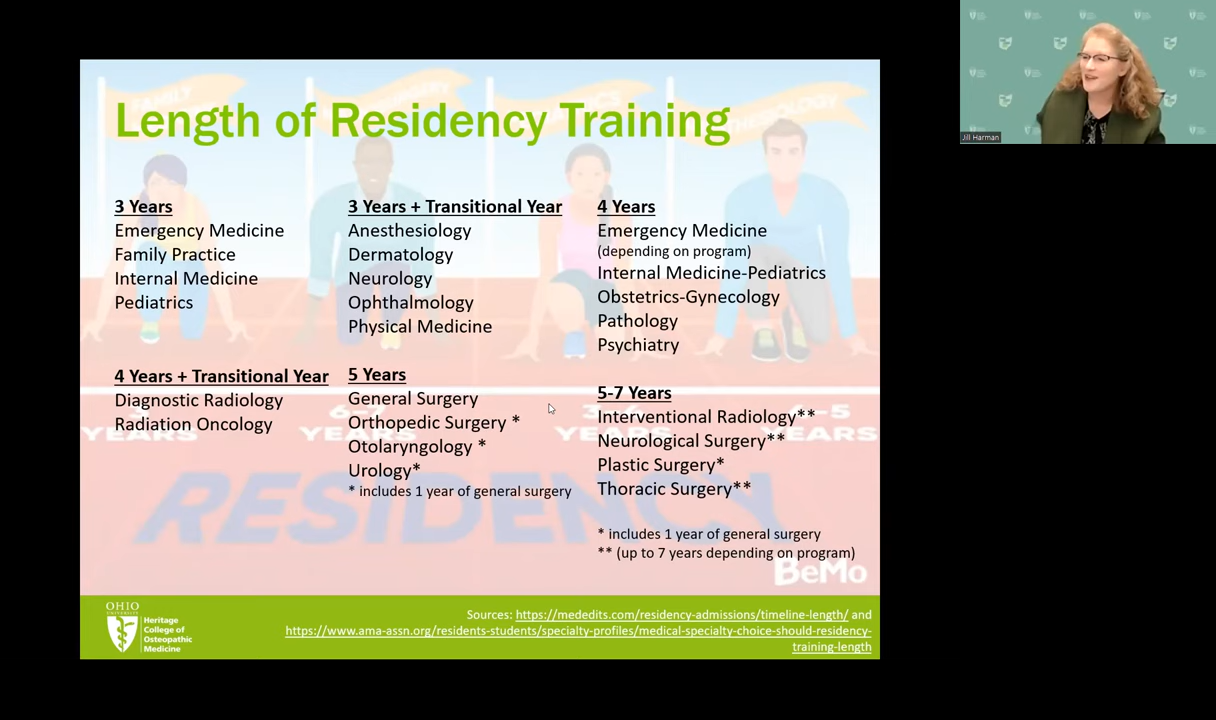 Length of Residency Training
3 Years
Emergency Medicine
Family Practice
Internal Medicine
Pediatrics
3 Years + Transitional Year
Anesthesiology
Dermatology
Neurology
Ophthalmology
Physical Medicine
4 Years
Emergency Medicine
(depending on program)
Internal Medicine-Pediatrics
Obstetrics-Gynecology
Pathology
Psychiatry
4 Years + Transitional Year
Diagnostic Radiology
Radiation Oncology
5 Years
General Surgery
Orthopedic Surgery *
Otolaryngology *
Urology*
* includes 1 year of general surgery
5-7 Years
Interventional Radiology**
Neurological Surgery**
Plastic Surgery*
Thoracic Surgery**
* includes 1 year of general surgery
** (up to 7 years depending on program)
YEARS
YEARS
YEARS
YEARS
RESIDENCY
BeMo
OHIO
UNIVERSITY
Heritage
College of
Osteopathic
Medicine
Sources: https://mededits.com/residency-admissions/timeline-length/ and
https://www.ama-assn.org/residents-students/specialty-profiles/medical-specialty-choice-should-residency-
training-length
Jill Harman